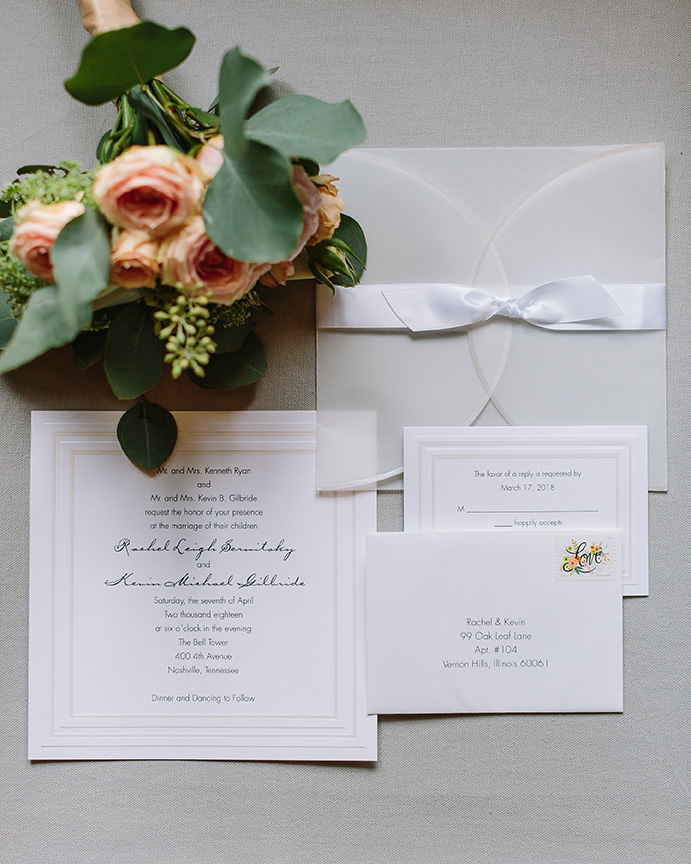 Mr. and Mrs. Kenneth Ryan
and
Mr. and Mrs. Kevin B. Gilbride
request the honor of your presence
at the marriage of their children
Rachel Leigh Sernitsky
and
Kevin Michael Gilbride
Saturday, the seventh of April
Two thousand eighteen
at six o'clock in the evening
The Bell Tower
400 4th Avenue
Nashville, Tennessee
Dinner and Dancing to Follow
The favor of a reply is requested by
March 17, 2018
M
happily accepts
Love
Rachel & Kevin
99 Oak Leaf Lane
Apt. #104
Vernon Hills, Illinois 60061